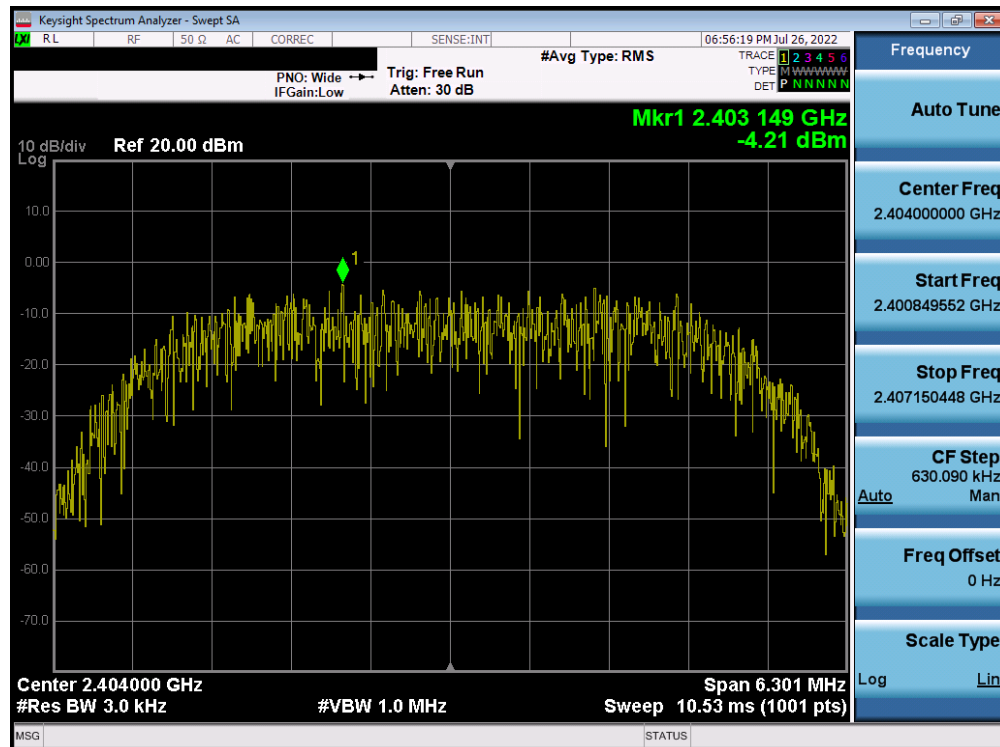 Keysight Spectrum Analyzer - Swept SA
LXI RL RF 50 Ω AC CORREC SENSE:INT 06:56:19 PM Jul 26, 2022
#Avg Type: RMS TRACE 1 2 3 4 5 6
PNO: Wide Trig: Free Run TYPE M WWWWW
IFGain:Low Atten: 30 dB DET P N N N N N
Mkr1 2.403 149 GHz
-4.21 dBm
10 dB/div Ref 20.00 dBm
Log
1
10.0
0.00
-10.0
-20.0
-30.0
-40.0
-50.0
-60.0
-70.0
Center 2.404000 GHz Span 6.301 MHz
#Res BW 3.0 kHz #VBW 1.0 MHz Sweep 10.53 ms (1001 pts)
MSG STATUS
Frequency
Auto Tune
Center Freq
2.404000000 GHz
Start Freq
2.400849552 GHz
Stop Freq
2.407150448 GHz
CF Step
630.090 kHz
Auto Man
Freq Offset
0 Hz
Scale Type
Log Lin